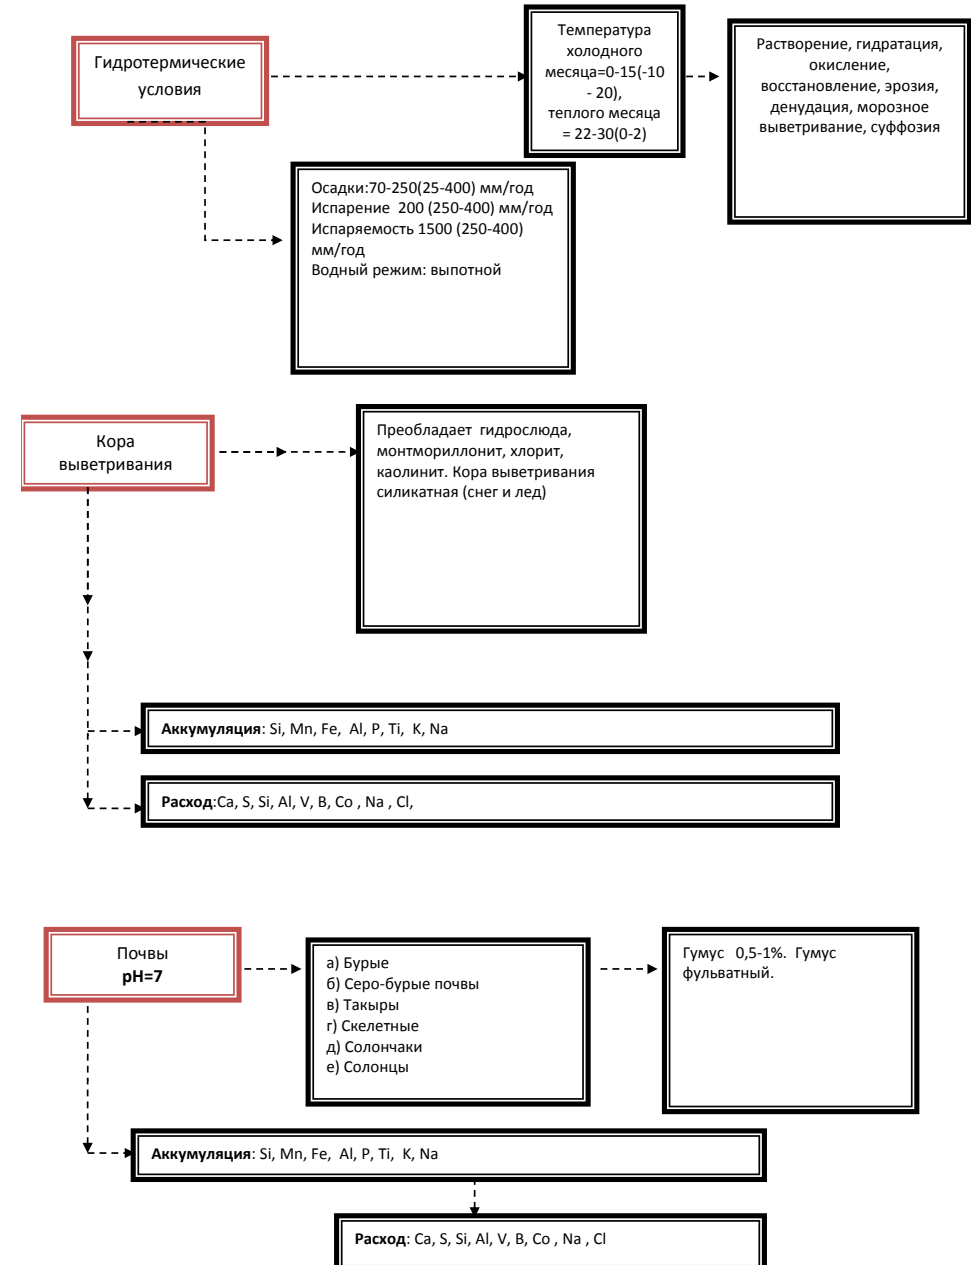 Гидротермические
условия
Температура
холодного
месяца=0-15(-10
- 20),
теплого месяца
= 22-30(0-2)
Растворение, гидратация,
окисление,
восстановление, эрозия,
денудация, морозное
выветривание, суффозия
Осадки:70-250(25-400) мм/год
Испарение 200 (250-400) мм/год
Испаряемость 1500 (250-400)
мм/год
Водный режим: выпотной
Кора
выветривания
Преобладает гидрослюда,
монтмориллонит, хлорит,
каолинит. Кора выветривания
силикатная (снег и лед)
Аккумуляция: Si, Mn, Fe, Al, P, Ti, K, Na
Расход:Ca, S, Si, Al, V, B, Co , Na , Cl,
Почвы
pH=7
а) Бурые
б) Серо-бурые почвы
в) Такыры
г) Скелетные
д) Солончаки
е) Солонцы
Гумус 0,5-1%. Гумус
фульватный.
Аккумуляция: Si, Mn, Fe, Al, P, Ti, K, Na
Расход: Ca, S, Si, Al, V, B, Co , Na , Cl